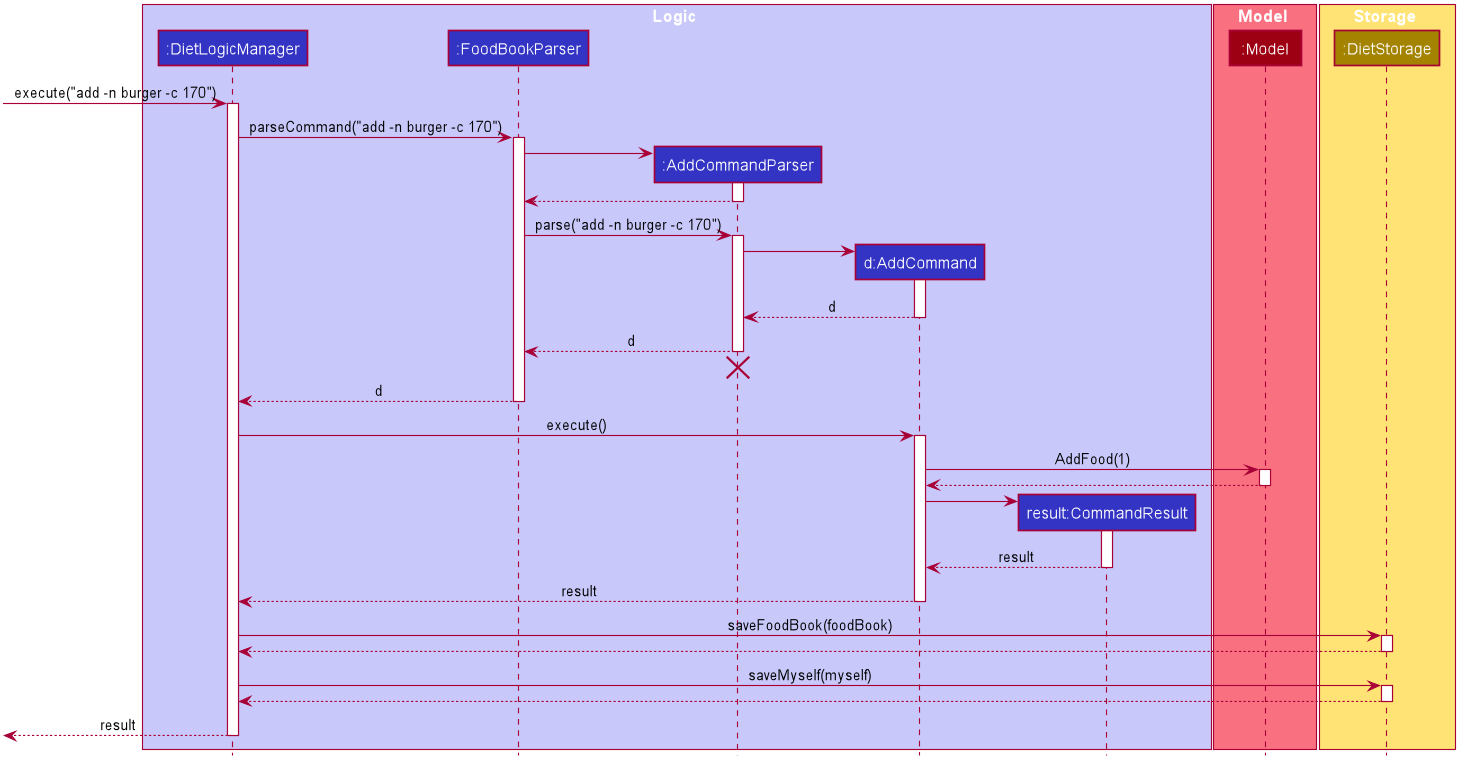 Logic
Model
Storage
:DietLogicManager
:FoodBookParser
:Model
:DietStorage
execute("add -n burger -c 170")
parseCommand("add -n burger -c 170")
:AddCommandParser
parse("add -n burger -c 170")
d:AddCommand
d
d
d
execute()
AddFood(1)
result:CommandResult
result
result
saveFoodBook(foodBook)
saveMyself(myself)
result